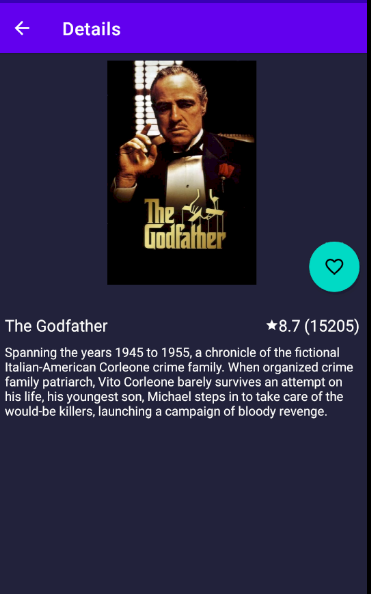 Details
The
Godfather
The Godfather
★8.7 (15205)
Spanning the years 1945 to 1955, a chronicle of the fictional
Italian-American Corleone crime family. When organized crime
family patriarch, Vito Corleone barely survives an attempt on
his life, his youngest son, Michael steps in to take care of the
would-be killers, launching a campaign of bloody revenge.